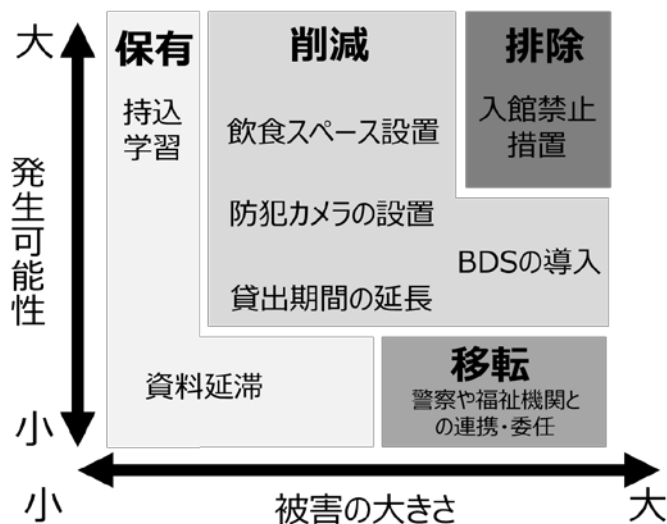 大
保有
削減
排除
持込
学習
飲食スペース設置
入館禁止
措置
発生可能性
防犯カメラの設置
BDSの導入
貸出期間の延長
移転
資料延滞
警察や福祉機関と
の連携・委任
小
小
被害の大きさ
大